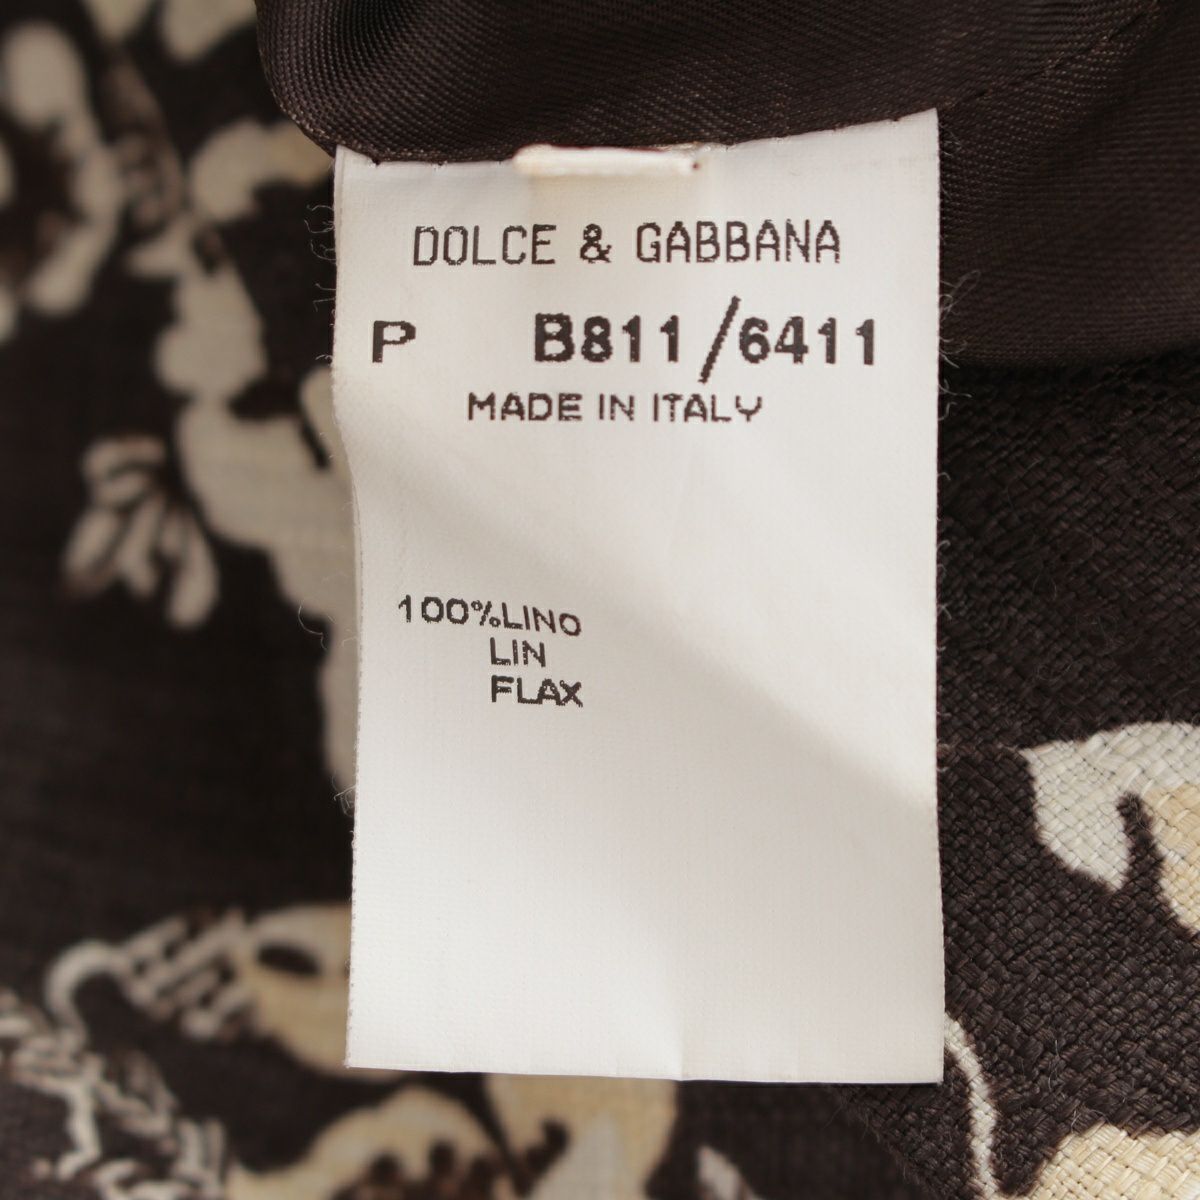 DOLCE & GABBANA
P B811/6411
MADE IN ITALY
100%LINO
LIN
FLAX